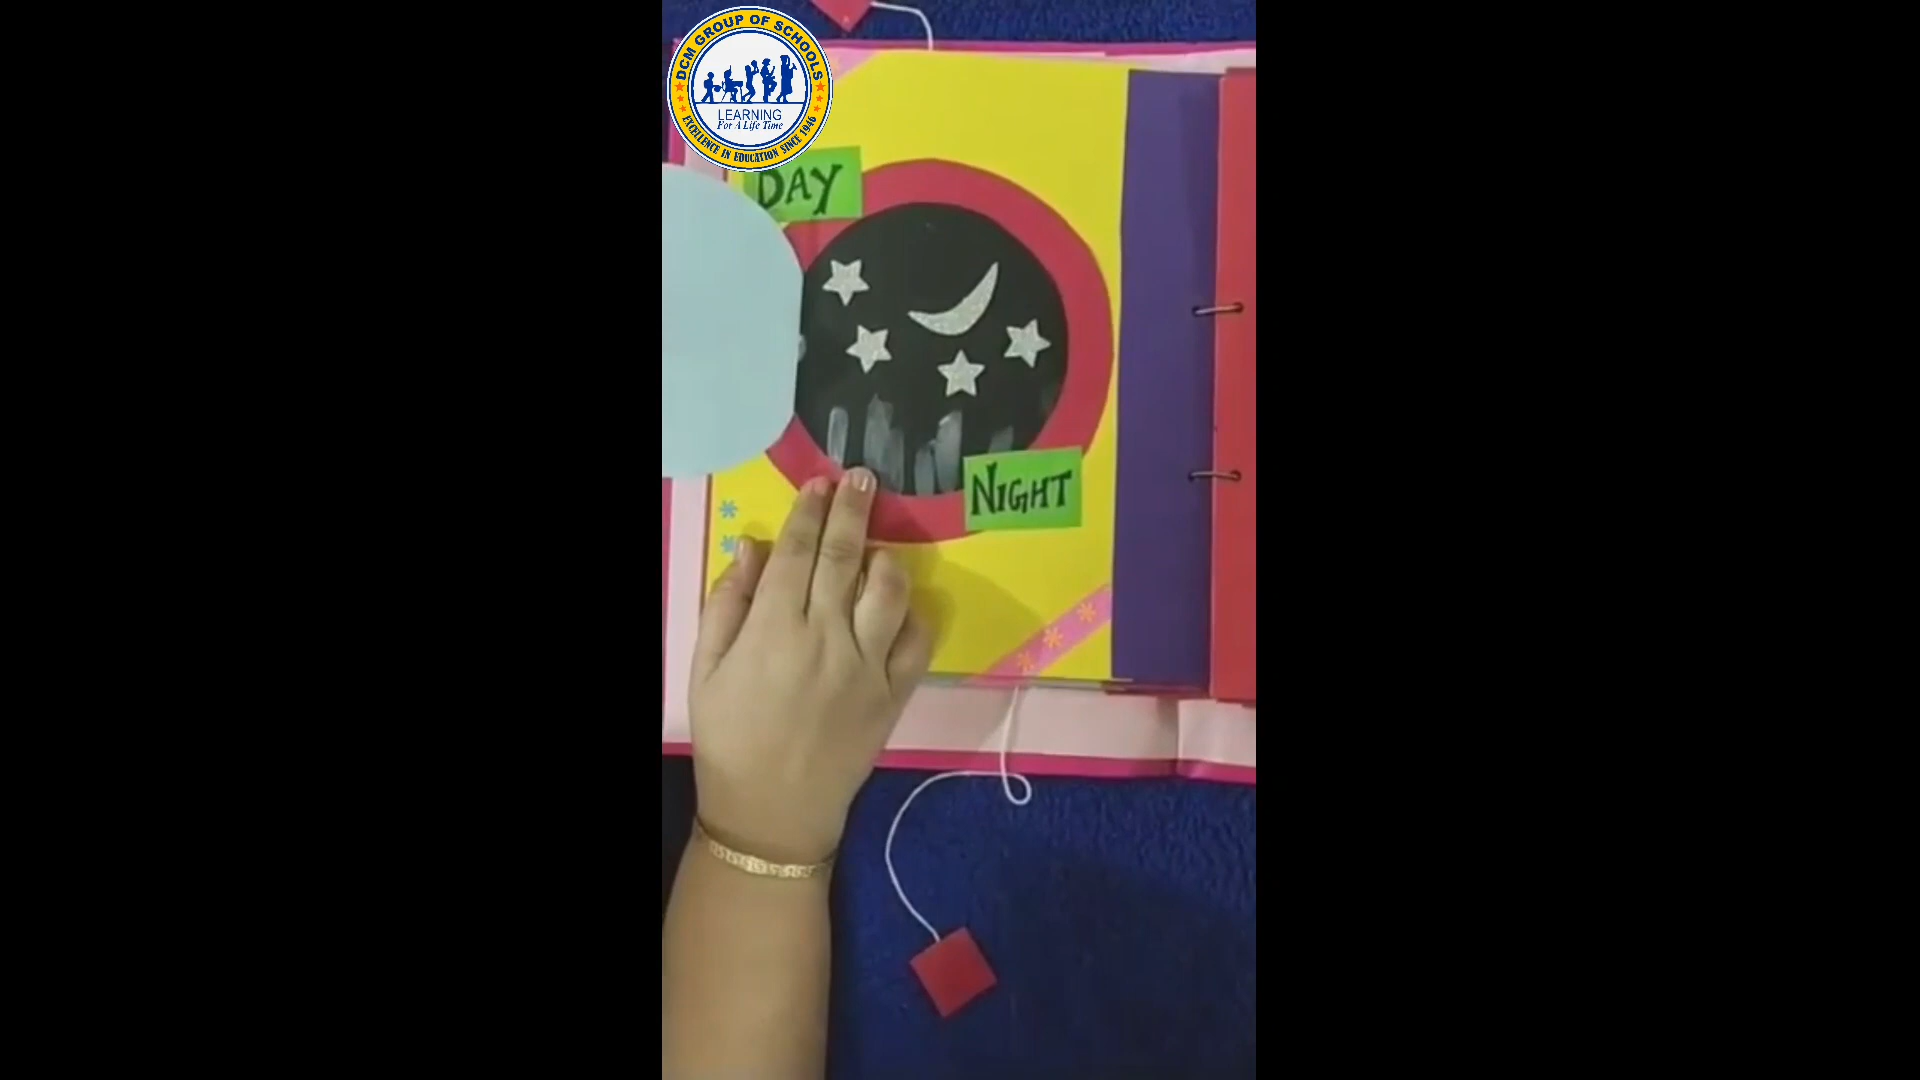 DCM GROUP OF SCHOOLS
LEARNING
For A Life Time
EXCELLENCE IN EDUCATION SINCE 1946
DAY
NIGHT